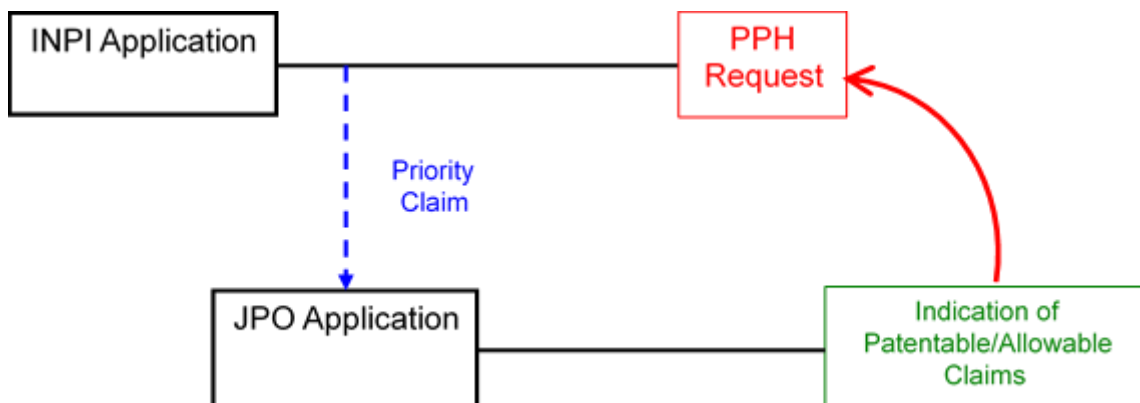 INPI Application
PPH
Request
Priority
Claim
JPO Application
Indication of
Patentable/Allowable
Claims